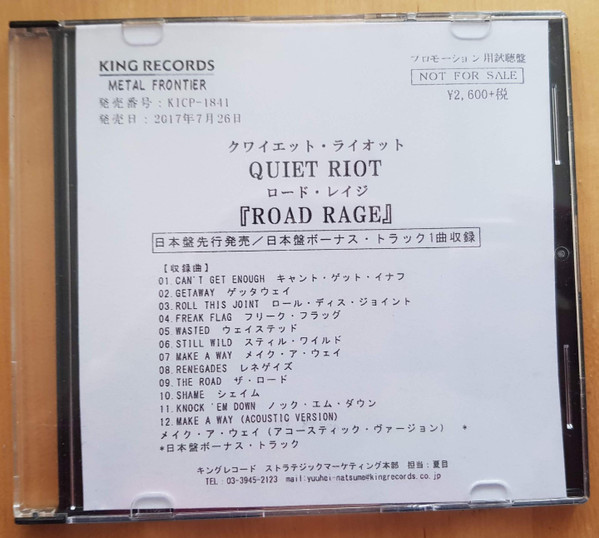 KING RECORDS
METAL FRONTIER
発売番号:KICP-1841
発売日:2017年7月26日
プロモーション用試聴盤
NOT FOR SALE
¥2,600+税
クワイエット・ライオット
QUIET RIOT
ロード・レイジ
『ROAD RAGE』
日本盤先行発売/日本盤ボーナス・トラック1曲収録
【収録曲】
01.CAN'T GET ENOUGH キャント・ゲット・イナフ
02.GETAWAY ゲッタウェイ
03.ROLL THIS JOINT ロール・ディス・ジョイント
04.FREAK FLAG フリーク・フラッグ
05.WASTED ウェイステッド
06.STILL WILD スティル・ワイルド
07.MAKE A WAY メイク・ア・ウェイ
08.RENEGADES レネゲイズ
09.THE ROAD ザ・ロード
10.SHAME シェイム
11.KNOCK 'EM DOWN ノック・エム・ダウン
12.MAKE A WAY (ACOUSTIC VERSION)
メイク・ア・ウェイ(アコースティック・ヴァージョン) *
*日本盤ボーナス・トラック
キングレコード ストラテジックマーケティング本部 担当:夏目
TEL:03-3945-2123 mail:yuuhei-natsume@kingrecords.co.jp